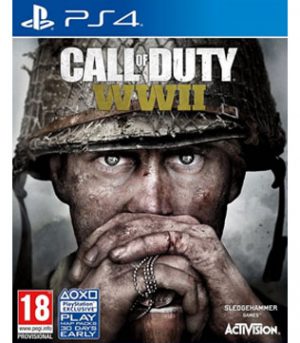 PS4
CALL OF DUTY
WWII
18
www.pegi.info
PROVISIONAL
PlayStation
EXCLUSIVE
PLAY
MAP PACKS
30 DAYS
EARLY
SLEDGEHAMMER
GAMES
ACTIVISION